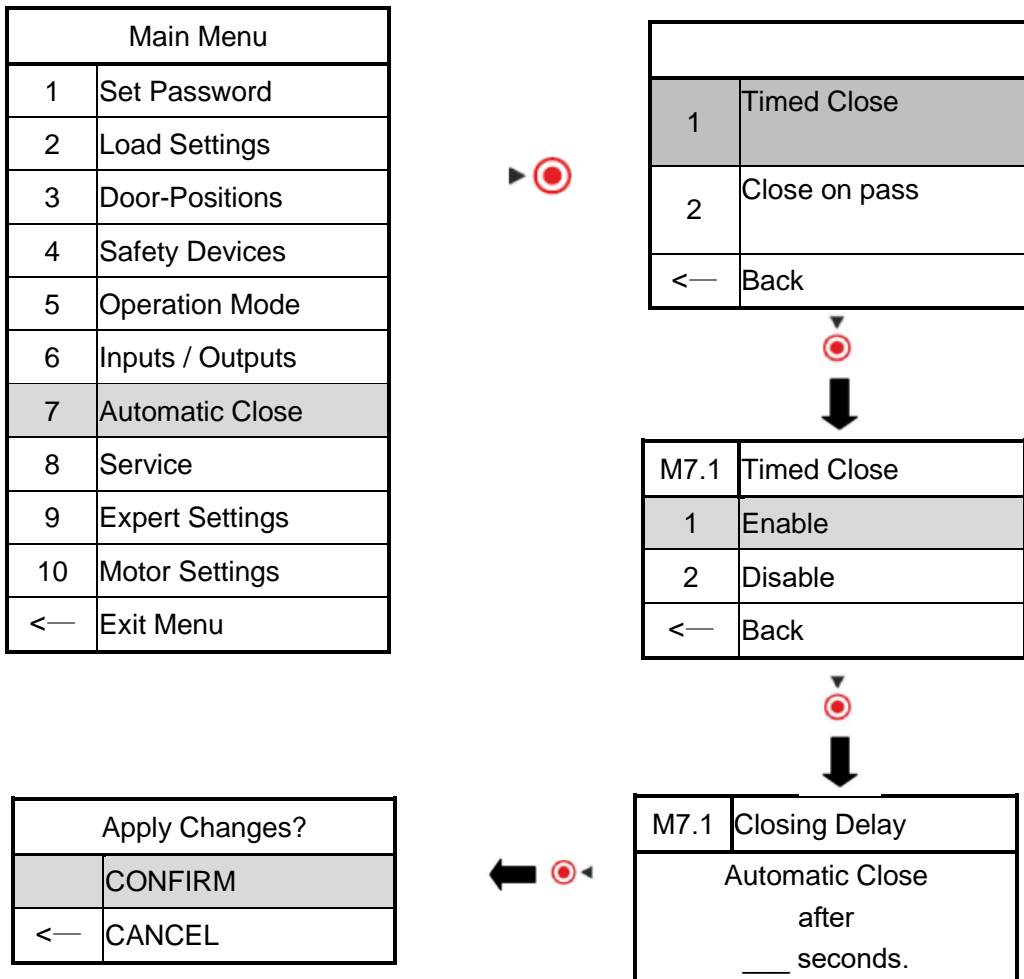 Main Menu
1 Set Password
2 Load Settings
3 Door-Positions
4 Safety Devices
5 Operation Mode
6 Inputs / Outputs
7 Automatic Close
8 Service
9 Expert Settings
10 Motor Settings
<— Exit Menu
1 Timed Close
2 Close on pass
<— Back
M7.1 Timed Close
1 Enable
2 Disable
<— Back
M7.1 Closing Delay
Automatic Close
after
___ seconds.
Apply Changes?
CONFIRM
<— CANCEL